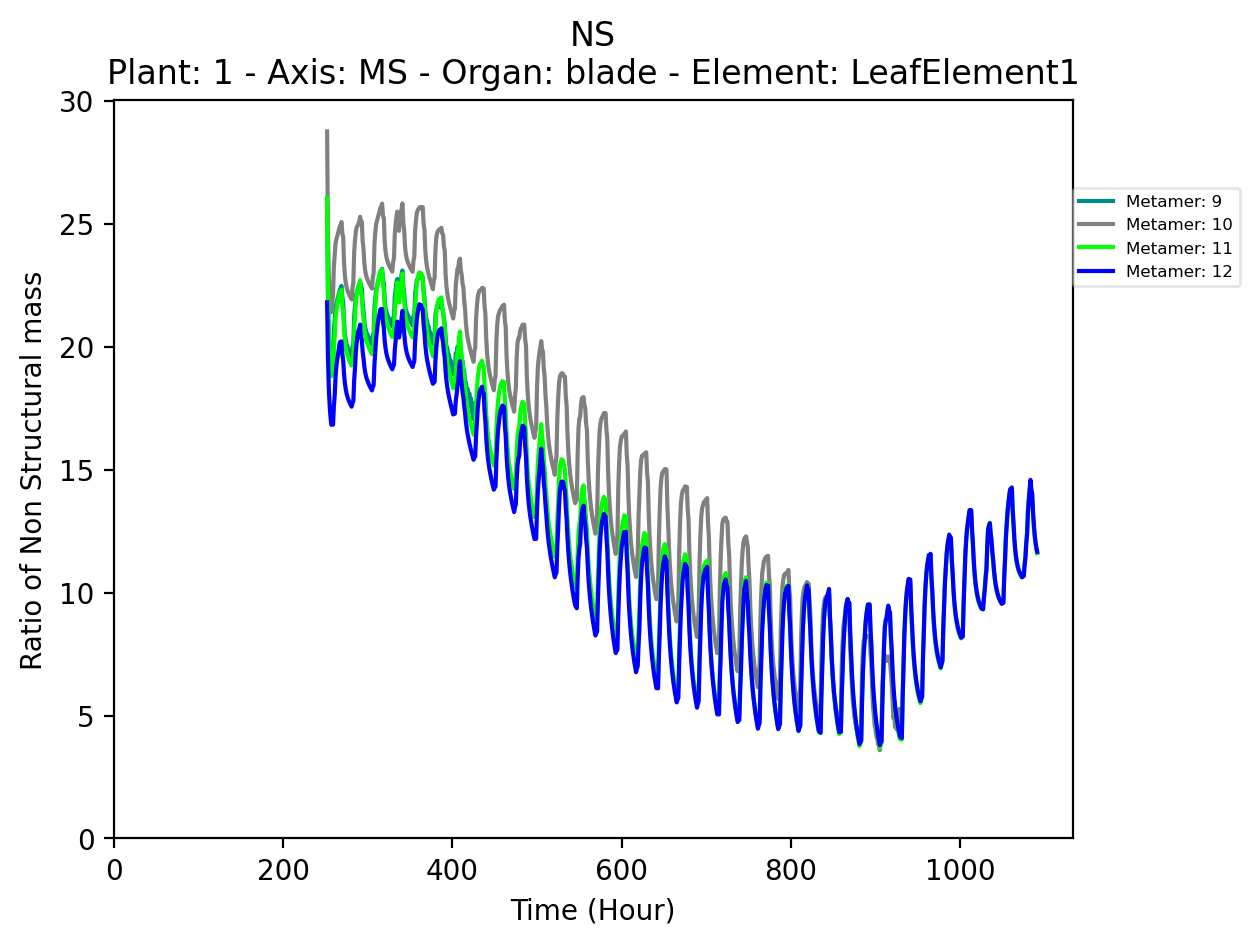 NS
Plant: 1 - Axis: MS - Organ: blade - Element: LeafElement1
30
25
20
15
10
5
0
Ratio of Non Structural mass
0 200 400 600 800 1000
Time (Hour)
Metamer: 9
Metamer: 10
Metamer: 11
Metamer: 12